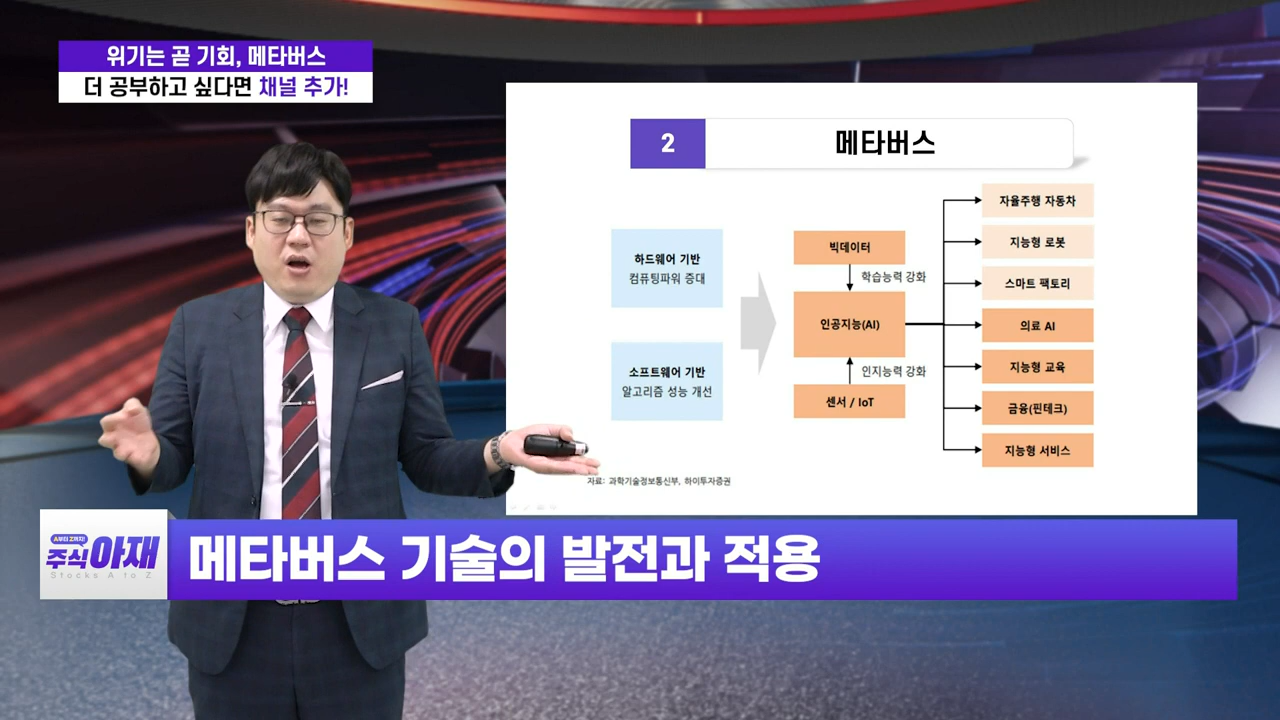 위기는 곧 기회, 메타버스
더 공부하고 싶다면 채널 추가!
2
메타버스
하드웨어 기반
컴퓨팅파워 증대
소프트웨어 기반
알고리즘 성능 개선
빅데이터
학습능력 강화
인공지능(AI)
인지능력 강화
센서 / IoT
자율주행 자동차
지능형 로봇
스마트 팩토리
의료 AI
지능형 교육
금융(핀테크)
지능형 서비스
자료: 과학기술정보통신부, 하이투자증권
A부터 Z까지!
주식아재
Stocks A to Z
메타버스 기술의 발전과 적용